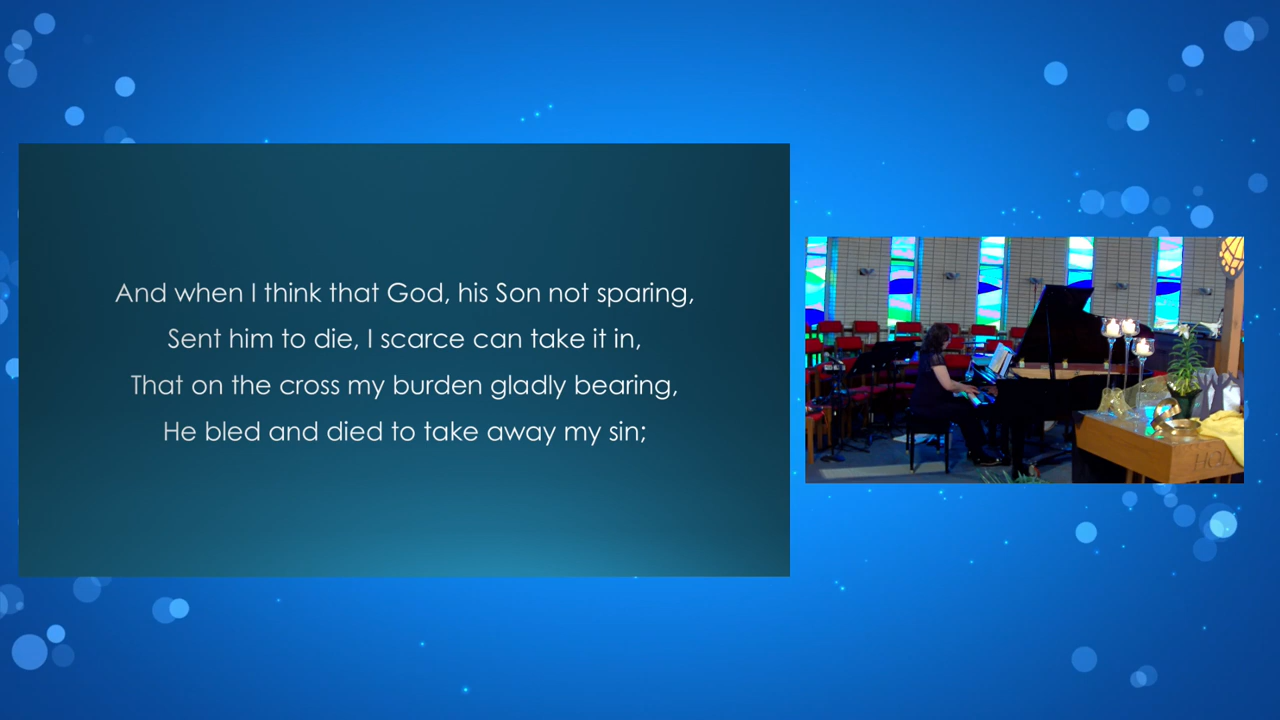 And when I think that God, his Son not sparing,
Sent him to die, I scarce can take it in,
That on the cross my burden gladly bearing,
He bled and died to take away my sin;
HOL